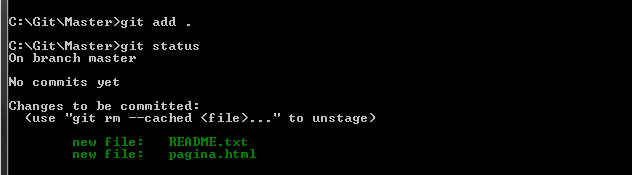 C:\Git\Master>git add .
C:\Git\Master>git status
On branch master
No commits yet
Changes to be committed:
(use "git rm --cached <file>..." to unstage)
new file: README.txt
new file: pagina.html